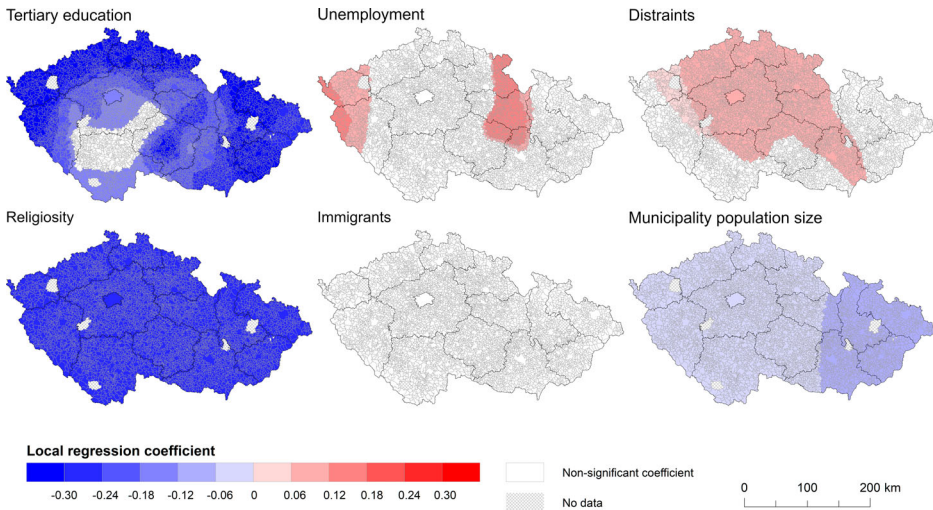 Tertiary education
Unemployment
Distraints
Religiosity
Immigrants
Municipality population size
Local regression coefficient
-0.30 -0.24 -0.18 -0.12 -0.06 0 0.06 0.12 0.18 0.24 0.30
Non-significant coefficient
No data
0 100 200 km